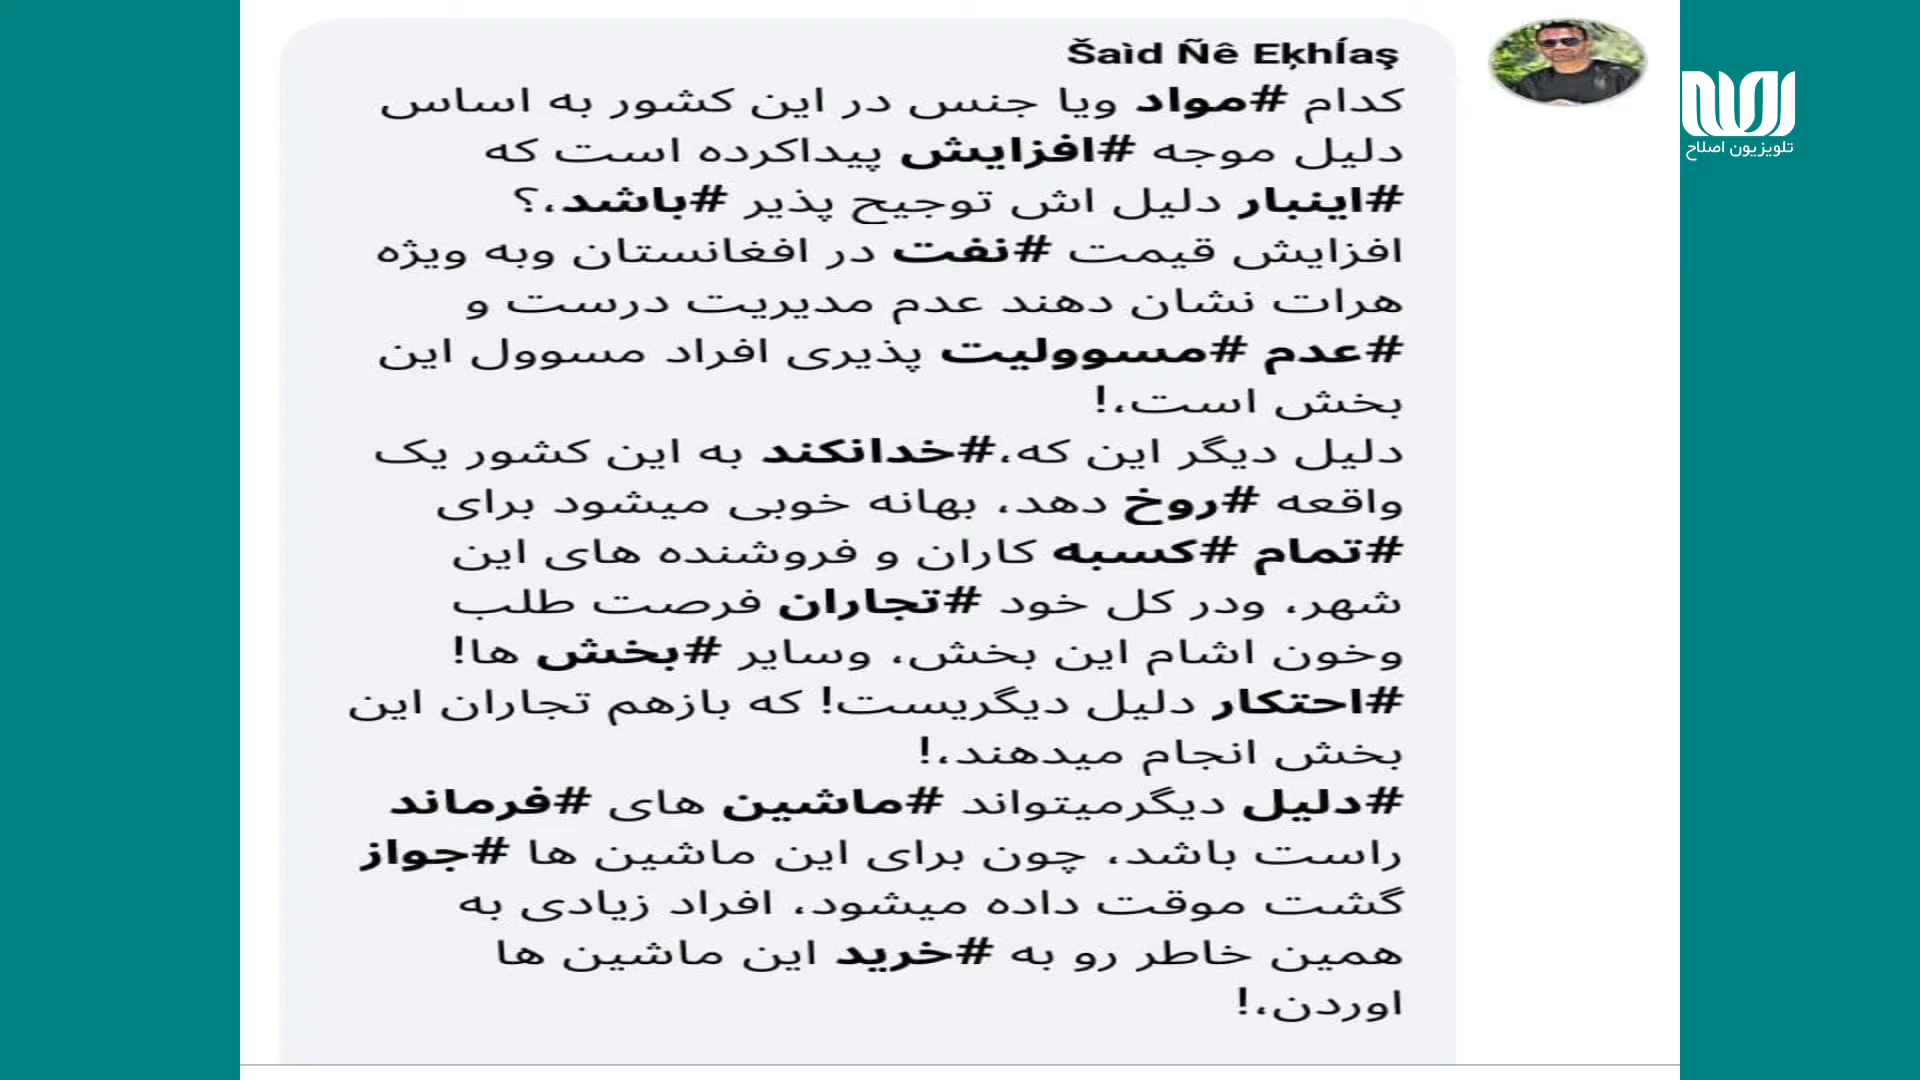 Šaìd Ñê Eķhĺaş
کدام #مواد ویا جنس در این کشور به اساس
دلیل موجه #افزایش پیداکرده است که
#اینبار دلیل اش توجیح پذیر #باشد،؟
افزایش قیمت #نفت در افغانستان وبه ویژه
هرات نشان دهند عدم مدیریت درست و
#عدم #مسوولیت پذیری افراد مسوول این
بخش است،!
دلیل دیگر این که،#خدانکند به این کشور یک
واقعه #روخ دهد، بهانه خوبی میشود برای
#تمام #کسبه کاران و فروشنده های این
شهر، ودر کل خود #تجاران فرصت طلب
وخون اشام این بخش، وسایر #بخش ها!
#احتکار دلیل دیگریست! که بازهم تجاران این
بخش انجام میدهند،!
#دلیل دیگرمیتواند #ماشین های #فرماند
راست باشد، چون برای این ماشین ها #جواز
گشت موقت داده میشود، افراد زیادی به
همین خاطر رو به #خرید این ماشین ها
اوردن،!
تلویزیون اصلاح